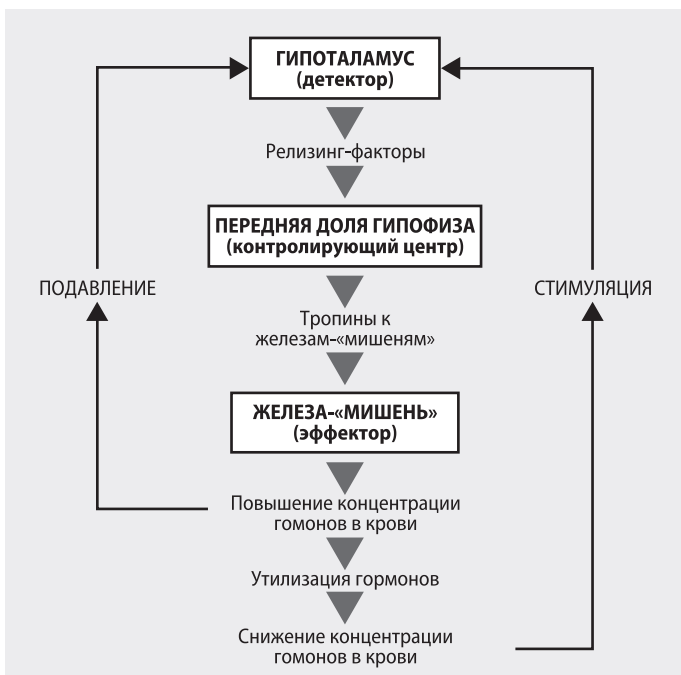 ГИПОТАЛАМУС
(детектор)
Релизинг-факторы
ПЕРЕДНЯЯ ДОЛЯ ГИПОФИЗА
(контролирующий центр)
ПОДАВЛЕНИЕ
СТИМУЛЯЦИЯ
Тропины к
железам-«мишеням»
ЖЕЛЕЗА-«МИШЕНЬ»
(эффектор)
Повышение концентрации
гомонов в крови
Утилизация гормонов
Снижение концентрации
гомонов в крови